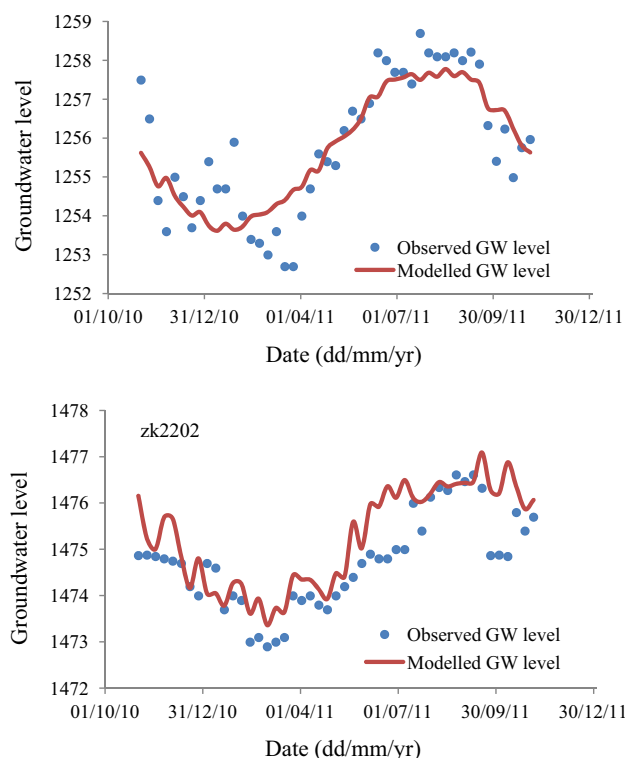 1259
1258
1257
1256
1255
1254
1253
1252
Groundwater level
Observed GW level
Modelled GW level
01/10/10 31/12/10 01/04/11 01/07/11 30/09/11 30/12/11
Date (dd/mm/yr)
1478
1477
1476
1475
1474
1473
1472
Groundwater level
zk2202
Observed GW level
Modelled GW level
01/10/10 31/12/10 01/04/11 01/07/11 30/09/11 30/12/11
Date (dd/mm/yr)